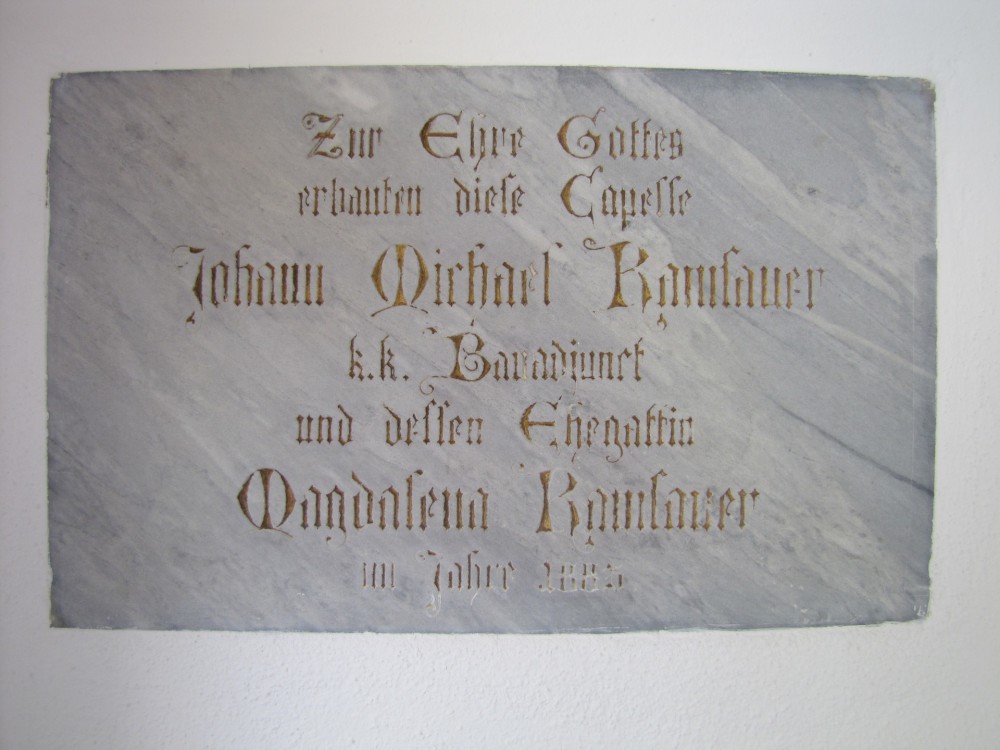 Zur Ehre Gottes
erbauten diese Capelle
Johann Michael Ramsauer
k.k. Bauadjunct
und dessen Ehegattin
Magdalena Ramsauer
im Jahre 1885